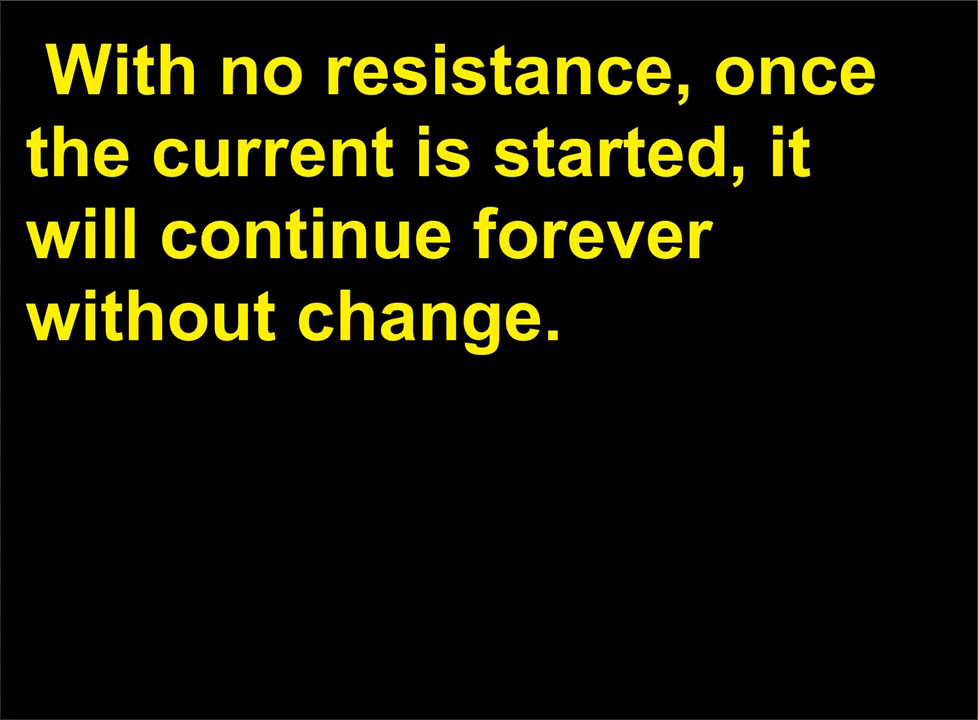 With no resistance, once
the current is started, it
will continue forever
without change.